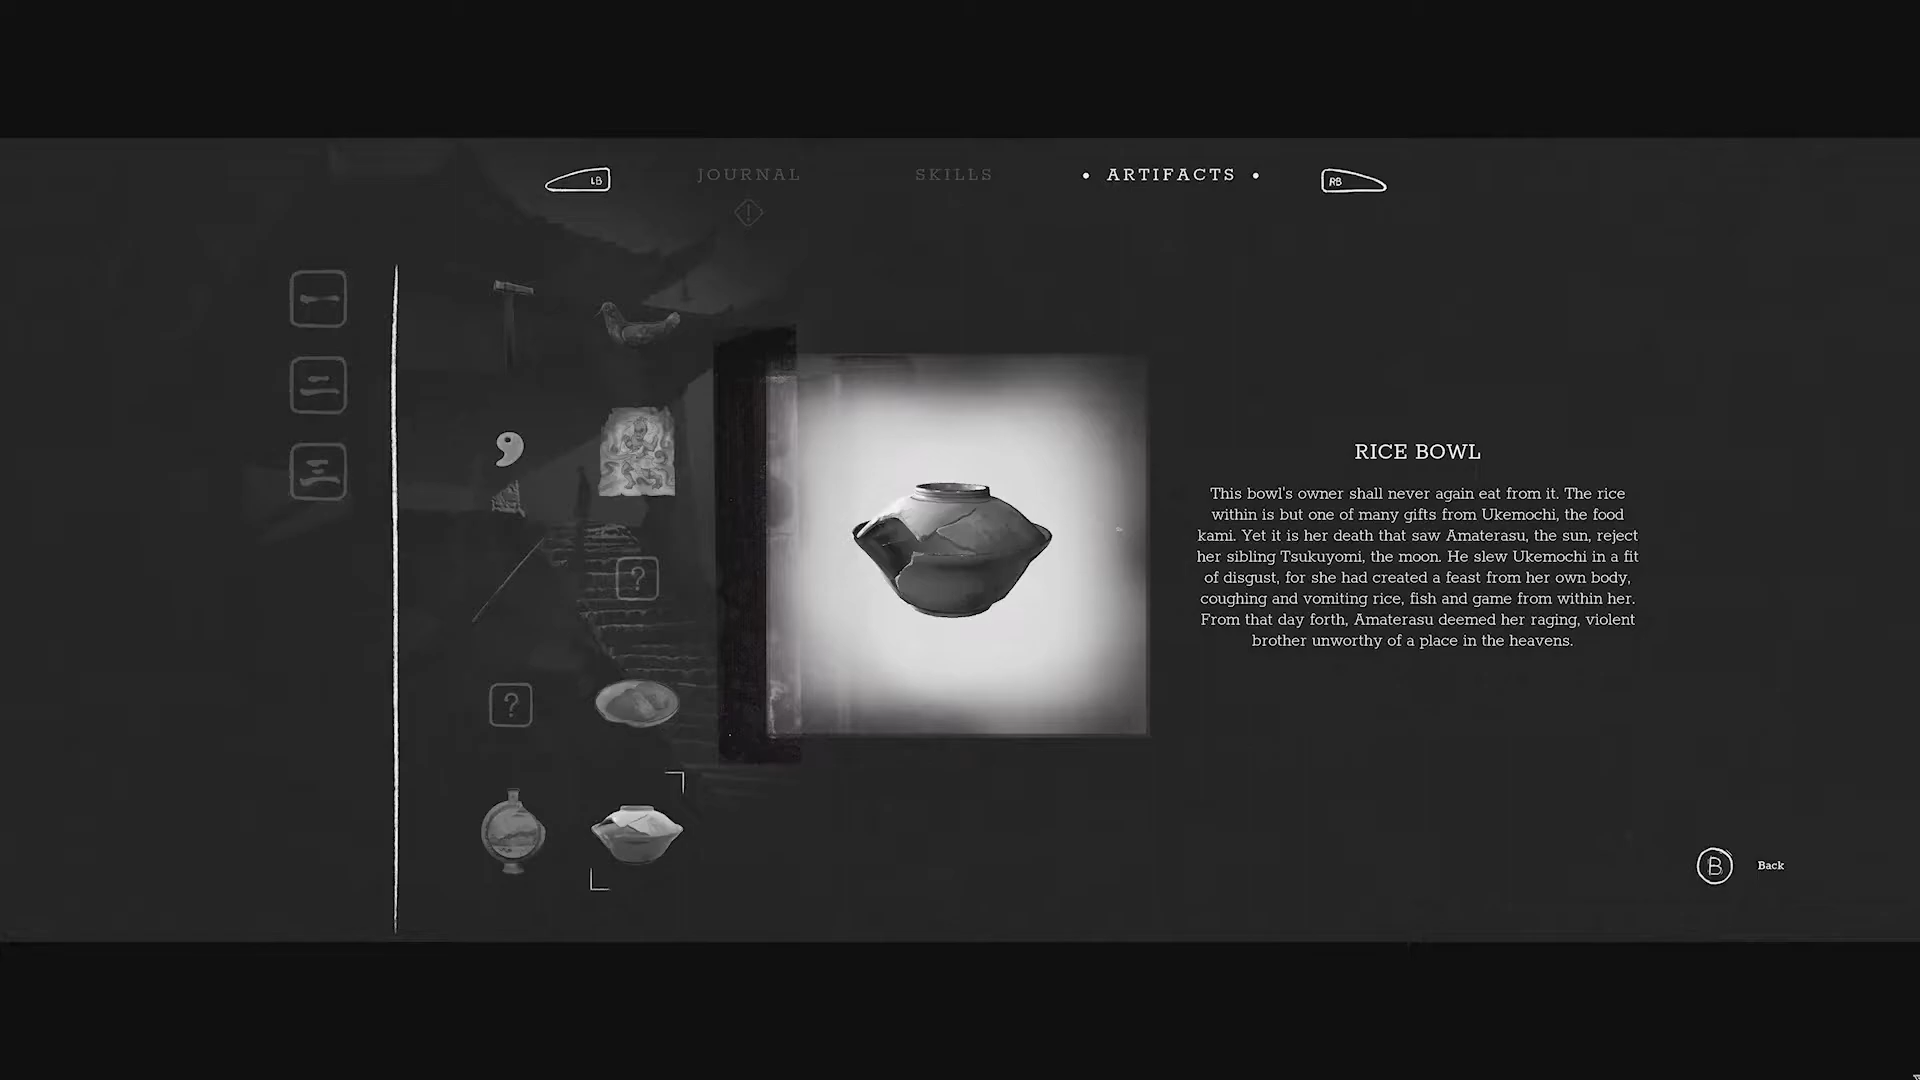 LB
JOURNAL
SKILLS
• ARTIFACTS •
RB
!
一
二
三
?
?
RICE BOWL
This bowl's owner shall never again eat from it. The rice
within is but one of many gifts from Ukemochi, the food
kami. Yet it is her death that saw Amaterasu, the sun, reject
her sibling Tsukuyomi, the moon. He slew Ukemochi in a fit
of disgust, for she had created a feast from her own body,
coughing and vomiting rice, fish and game from within her.
From that day forth, Amaterasu deemed her raging, violent
brother unworthy of a place in the heavens.
B Back